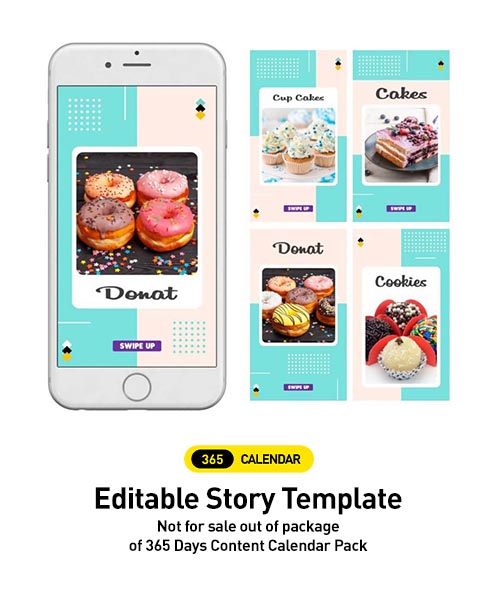 Donat
SWIPE UP
Cup Cakes
SWIPE UP
Cakes
SWIPE UP
Donat
SWIPE UP
Cookies
365 CALENDAR
Editable Story Template
Not for sale out of package
of 365 Days Content Calendar Pack